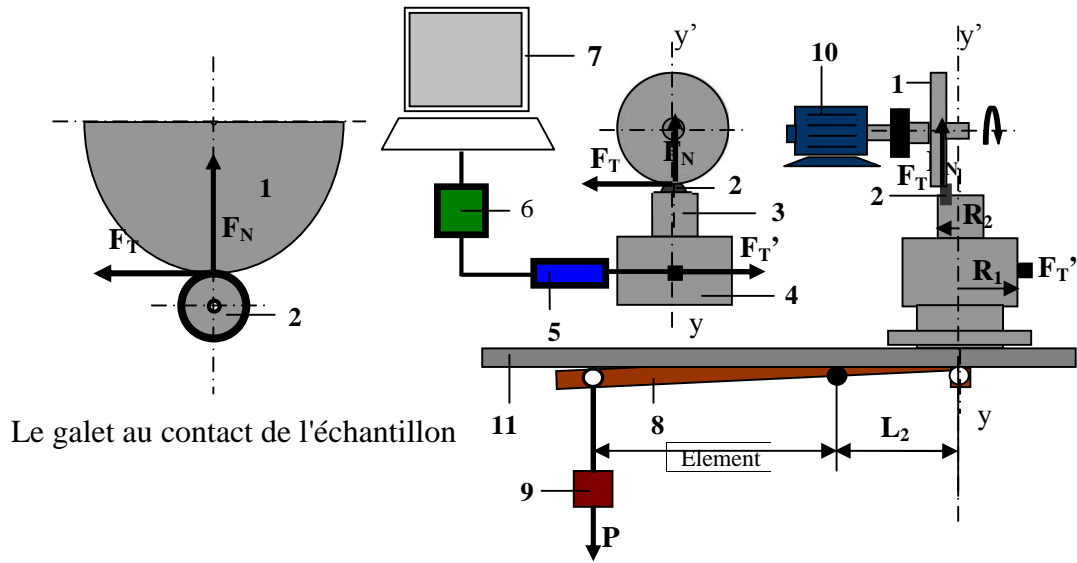 y'
y'
7
10
1
1
F_N
F_T
F_N
F_T
F_T
N
2
2
6
3
R_2
F_T'
F_T'
R_1
4
2
5
y
y
11
8
L_2
Le galet au contact de l'échantillon
Element
9
P